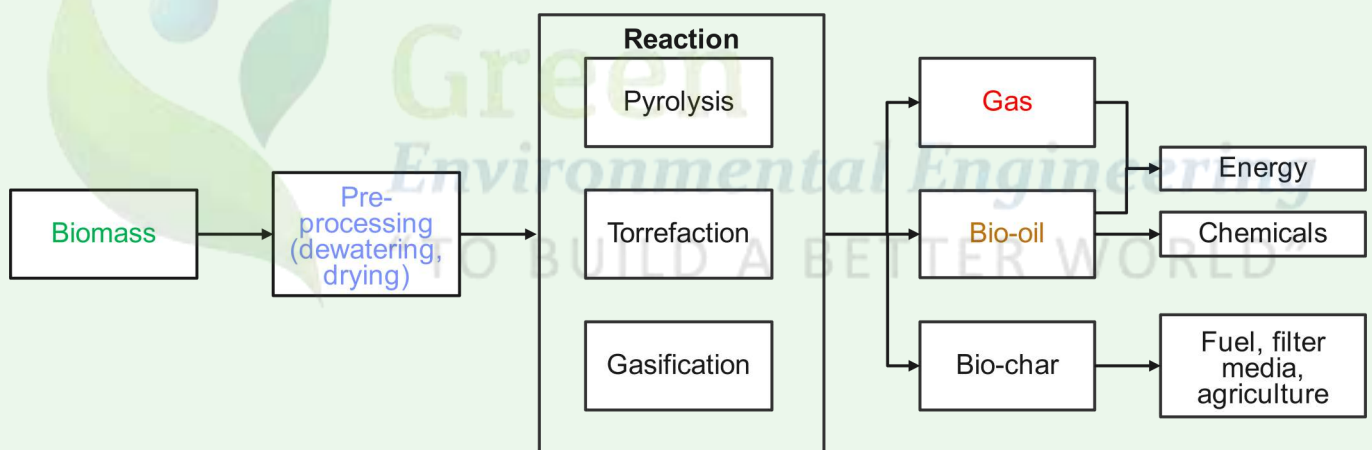 Green
Environmental Engineering
"TO BUILD A BETTER WORLD"
Biomass
Pre-
processing
(dewatering,
drying)
Reaction
Pyrolysis
Torrefaction
Gasification
Gas
Bio-oil
Bio-char
Energy
Chemicals
Fuel, filter
media,
agriculture